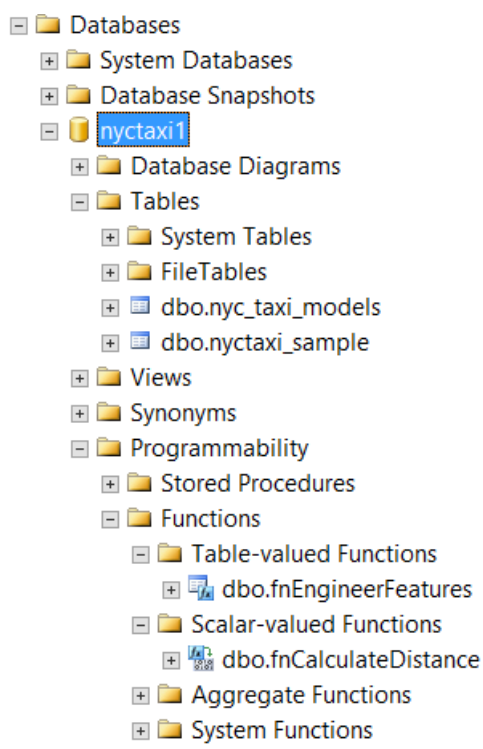 Databases
System Databases
Database Snapshots
nyctaxi1
Database Diagrams
Tables
System Tables
FileTables
dbo.nyc_taxi_models
dbo.nyctaxi_sample
Views
Synonyms
Programmability
Stored Procedures
Functions
Table-valued Functions
dbo.fnEngineerFeatures
Scalar-valued Functions
dbo.fnCalculateDistance
Aggregate Functions
System Functions